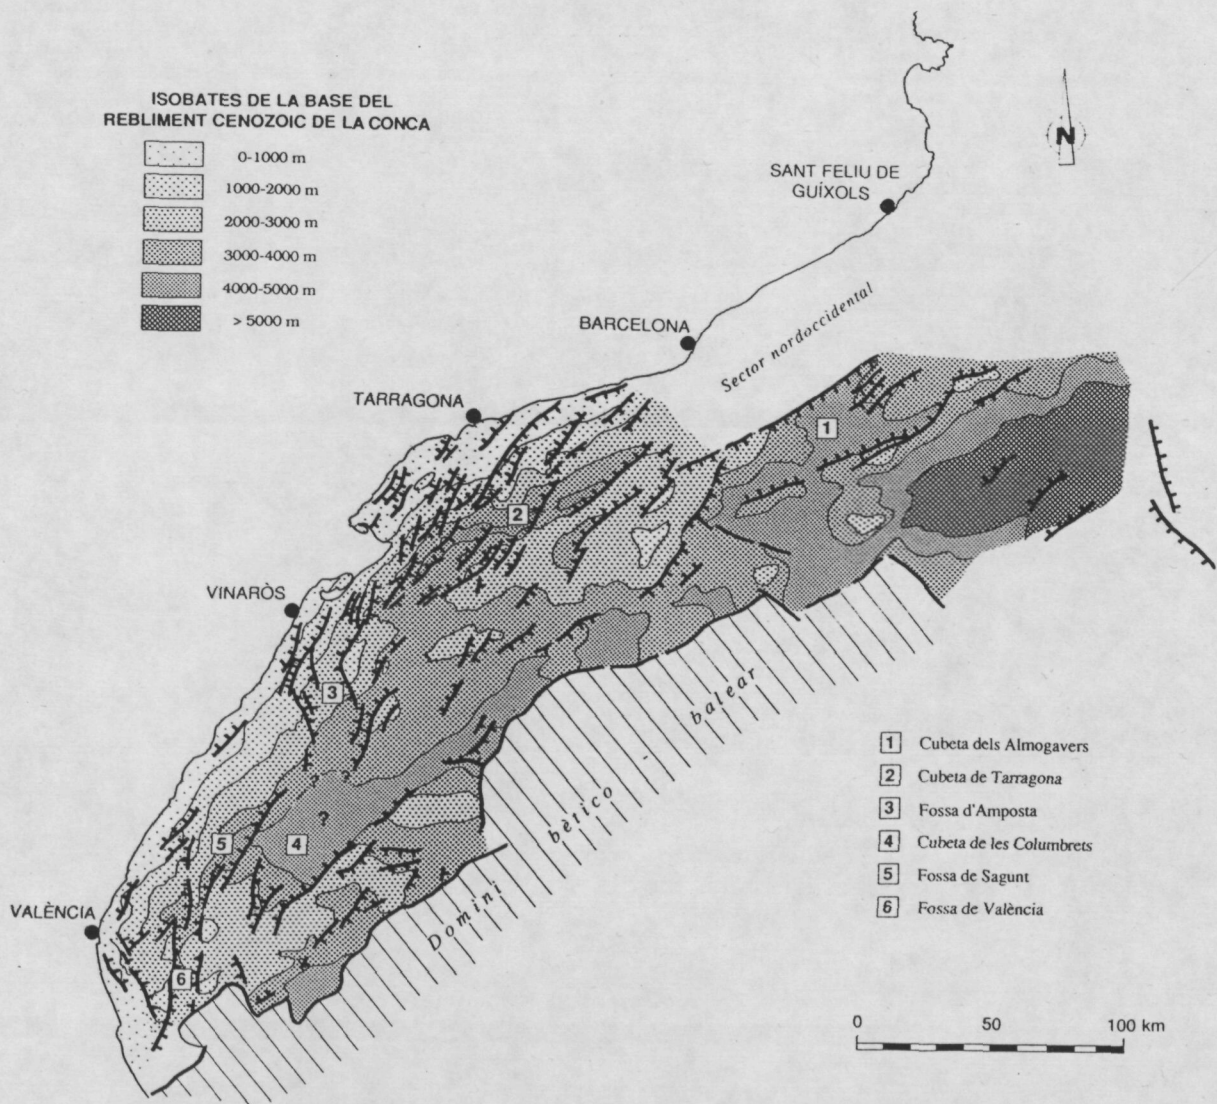 ISOBATES DE LA BASE DEL
REBLIMENT CENOZOIC DE LA CONCA
0-1000 m
1000-2000 m
2000-3000 m
3000-4000 m
4000-5000 m
> 5000 m
N
SANT FELIU DE
GUÍXOLS
BARCELONA
Sector nordoccidental
TARRAGONA
1
2
VINARÒS
3
balear
? ?
bètico
?
5
4
VALÈNCIA
Domini
6
1 Cubeta dels Almogavers
2 Cubeta de Tarragona
3 Fossa d'Amposta
4 Cubeta de les Columbrets
5 Fossa de Sagunt
6 Fossa de València
0 50 100 km